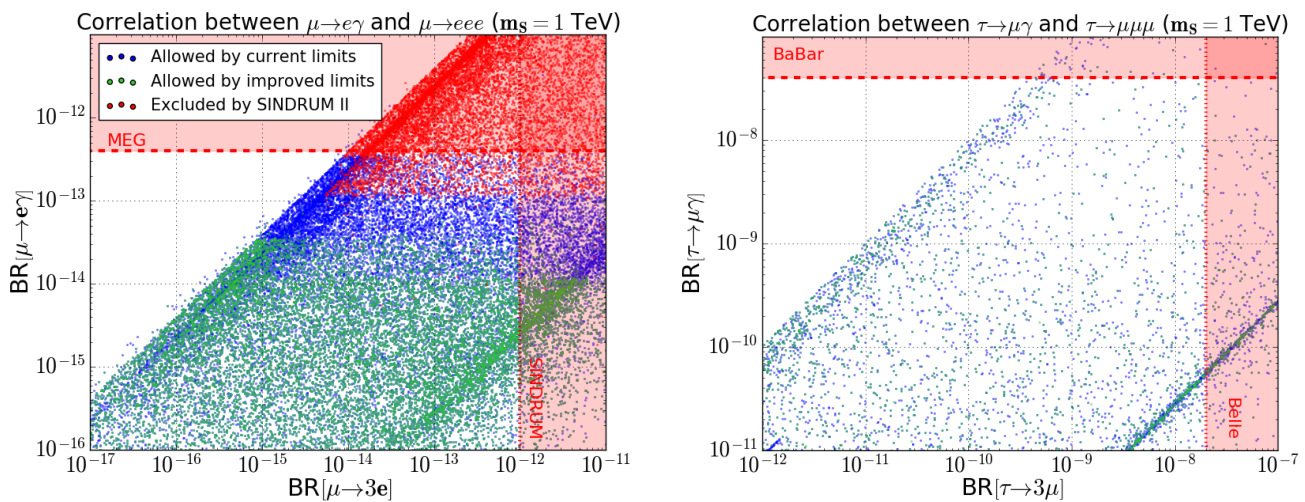 Correlation between μ→eγ and μ→eee (m_S = 1 TeV)
Allowed by current limits
Allowed by improved limits
Excluded by SINDRUM II
MEG
SINDRUM
BR[μ→eγ]
10^-12
10^-13
10^-14
10^-15
10^-16
10^-17 10^-16 10^-15 10^-14 10^-13 10^-12 10^-11
BR[μ→3e]
Correlation between τ→μγ and τ→μμμ (m_S = 1 TeV)
BaBar
Belle
BR[τ→μγ]
10^-8
10^-9
10^-10
10^-11
10^-12 10^-11 10^-10 10^-9 10^-8 10^-7
BR[τ→3μ]